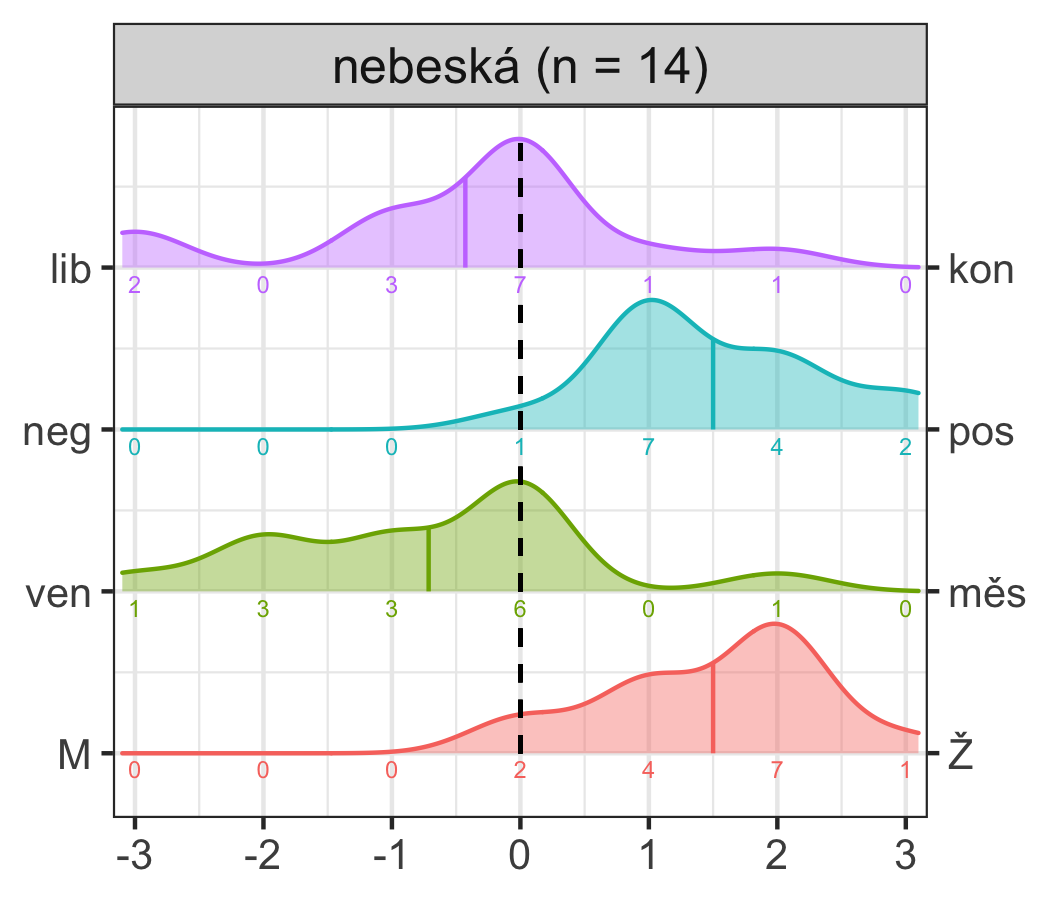 nebeská (n = 14)
lib kon
2 0 3 7 1 1 0
neg pos
0 0 0 1 7 4 2
ven měs
1 3 3 6 0 1 0
M Ž
0 0 0 2 4 7 1
-3 -2 -1 0 1 2 3